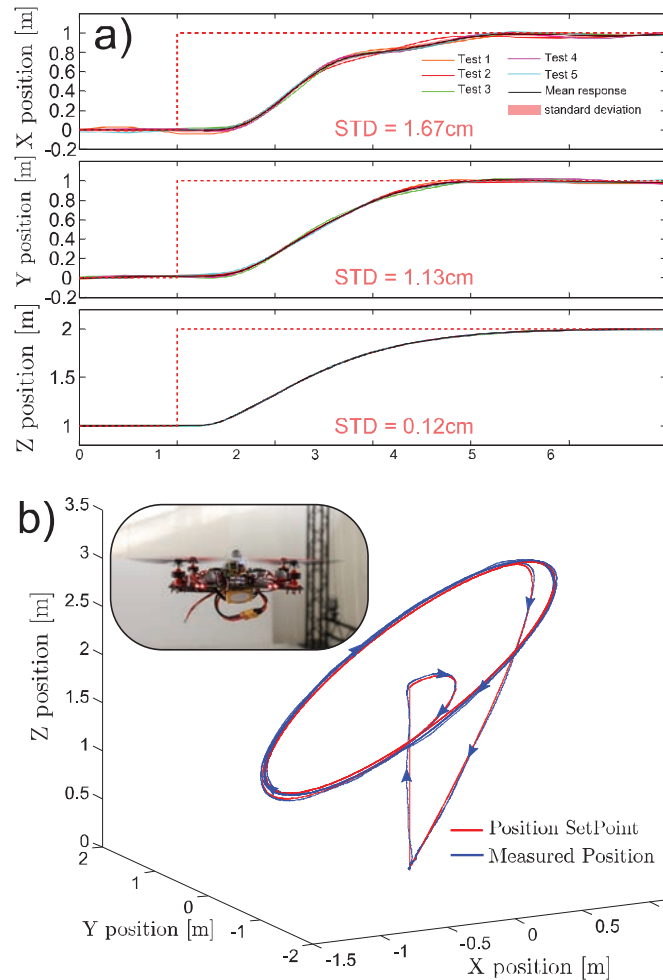 a)
X position [m]
1
0.8
0.6
0.4
0.2
0
-0.2
Test 1
Test 2
Test 3
Test 4
Test 5
Mean response
standard deviation
STD = 1.67cm
Y position [m]
1
0.8
0.6
0.4
0.2
0
-0.2
STD = 1.13cm
Z position [m]
2
1.5
1
STD = 0.12cm
0 1 2 3 4 5 6
b)
Z position [m]
3.5
3
2.5
2
1.5
1
0.5
0
2
1
0
-1
-2
Y position [m]
-1.5
-1
-0.5
0
0.5
X position [m]
Position SetPoint
Measured Position